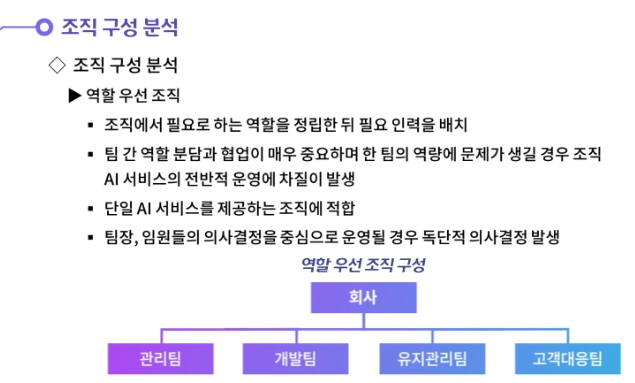 조직 구성 분석
◇ 조직 구성 분석
▶ 역할 우선 조직
▪ 조직에서 필요로 하는 역할을 정립한 뒤 필요 인력을 배치
▪ 팀 간 역할 분담과 협업이 매우 중요하며 한 팀의 역량에 문제가 생길 경우 조직
AI 서비스의 전반적 운영에 차질이 발생
▪ 단일 AI 서비스를 제공하는 조직에 적합
▪ 팀장, 임원들의 의사결정을 중심으로 운영될 경우 독단적 의사결정 발생
역할 우선 조직 구성
회사
관리팀 개발팀 유지관리팀 고객대응팀